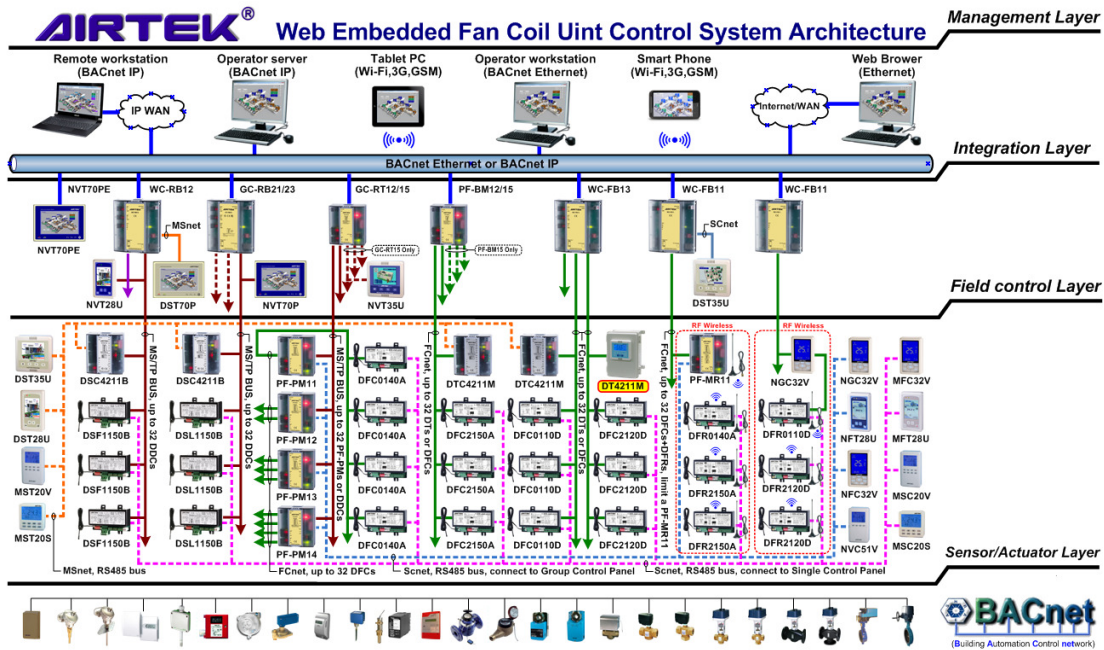 AIRTEK®
Web Embedded Fan Coil Uint Control System Architecture
Management Layer
Remote workstation
(BACnet IP)
Operator server
(BACnet IP)
Tablet PC
(Wi-Fi,3G,GSM)
Operator workstation
(BACnet Ethernet)
Smart Phone
(Wi-Fi,3G,GSM)
Web Brower
(Ethernet)
IP WAN
Internet/WAN
BACnet Ethernet or BACnet IP
Integration Layer
NVT70PE
WC-RB12
GC-RB21/23
GC-RT12/15
PF-BM12/15
WC-FB13
WC-FB11
WC-FB11
MSnet
SCnet
GC-RT15 Only
PF-BM15 Only
NVT70PE
NVT28U
DST70P
NVT70P
NVT35U
DST35U
Field control Layer
RF Wireless
RF Wireless
DST35U
DSC4211B
DSC4211B
PF-PM11
DFC0140A
DTC4211M
DTC4211M
DT4211M
PF-MR11
NGC32V
NGC32V
MFC32V
DST28U
DSF1150B
DSL1150B
PF-PM12
DFC0140A
DFC2150A
DFC0110D
DFC2120D
DFR0140A
DFR0110D
NFT28U
MFT28U
MST20V
DSF1150B
DSL1150B
PF-PM13
DFC0140A
DFC2150A
DFC0110D
DFC2120D
DFR2150A
DFR2120D
NFC32V
MSC20V
MST20S
DSF1150B
DSL1150B
PF-PM14
DFC0140A
DFC2150A
DFC0110D
DFC2120D
DFR2150A
DFR2120D
NVC51V
MSC20S
MS/TP BUS, up to 32 DDCs
MS/TP BUS, up to 32 DDCs
MS/TP BUS, up to 32 PF-PMs or DDCs
FCnet, up to 32 DTs or DFCs
FCnet, up to 32 DTs or DFCs
FCnet, up to 32 DFCs+DFRs, limit a PF-MR11
MSnet, RS485 bus
FCnet, up to 32 DFCs
Scnet, RS485 bus, connect to Group Control Panel
Scnet, RS485 bus, connect to Single Control Panel
Sensor/Actuator Layer
BACnet
(Building Automation Control network)